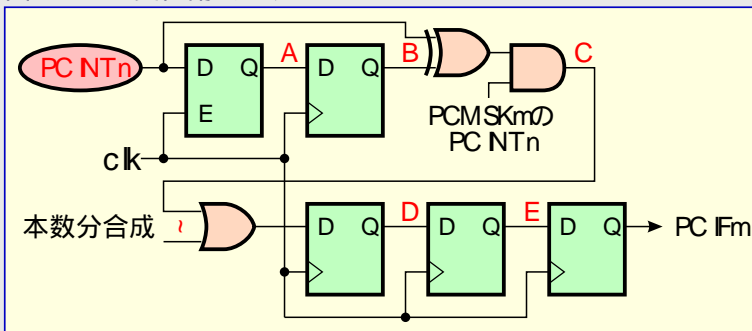 PCINTn
D Q
E
A
D Q
B
C
PCMSKmの
PCINTn
clk
本数分合成
~
D Q
D
D Q
E
D Q
PCIFm